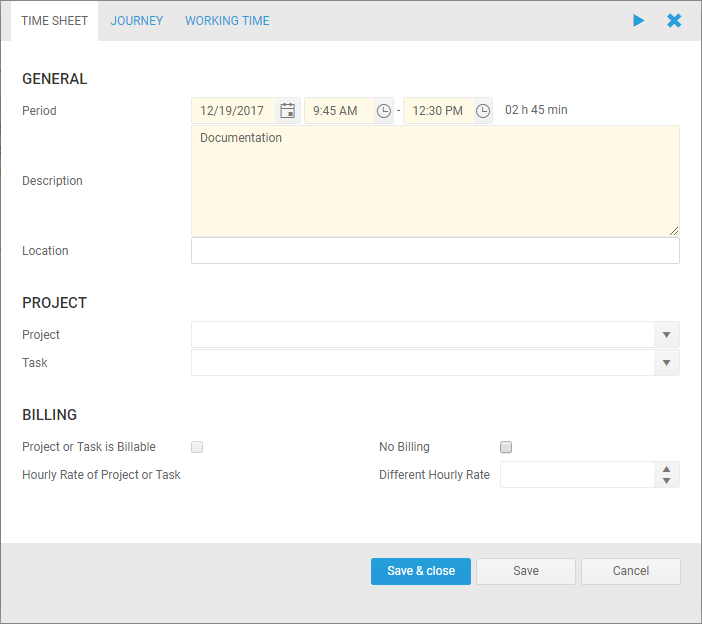 TIME SHEET JOURNEY WORKING TIME
GENERAL
Period 12/19/2017 9:45 AM - 12:30 PM 02 h 45 min
Documentation
Description
Location
PROJECT
Project
Task
BILLING
Project or Task is Billable No Billing
Hourly Rate of Project or Task Different Hourly Rate
Save & close Save Cancel